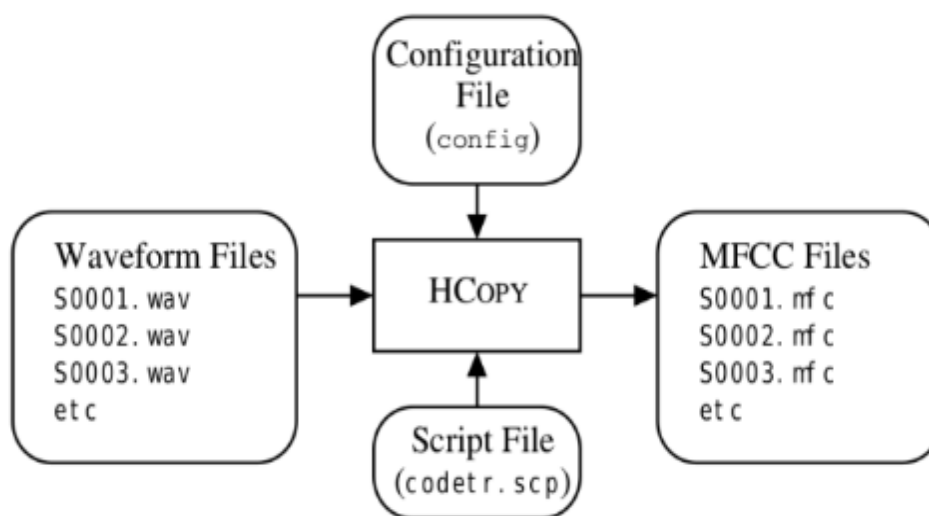 Configuration
File
(config)
Waveform Files
S0001.wav
S0002.wav
S0003.wav
etc
HCOPY
MFCC Files
S0001.mfc
S0002.mfc
S0003.mfc
etc
Script File
(codetr.scp)